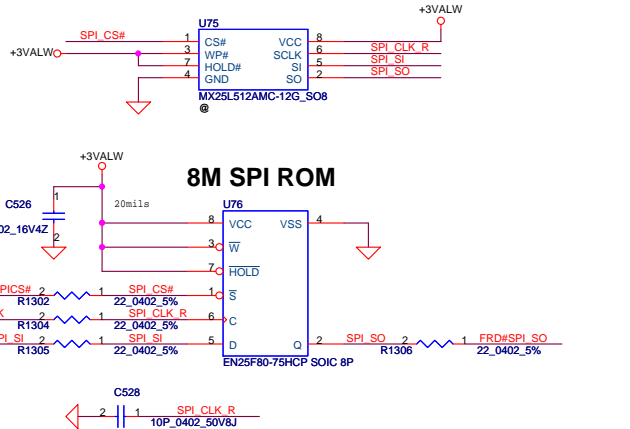 +3VALW
U75
SPI_CS# 1 CS# VCC 8
+3VALW 3 WP# SCLK 6 SPI_CLK_R
7 HOLD# SI 5 SPI_SI
4 GND SO 2 SPI_SO
MX25L512AMC-12G_SO8
@
+3VALW
8M SPI ROM
C526 1 20mils U76
02_16V4Z 2
8 VCC VSS 4
3 W
7 HOLD
PICS# 2 1 SPI_CS# 1 S
R1302 22_0402_5%
K 2 1 SPI_CLK_R 6 C
R1304 22_0402_5%
PI_SI 2 1 SPI_SI 5 D Q 2 SPI_SO 2 1 FRD#SPI_SO
R1305 22_0402_5% R1306 22_0402_5%
EN25F80-75HCP SOIC 8P
C528
2 1 SPI_CLK_R
10P_0402_50V8J